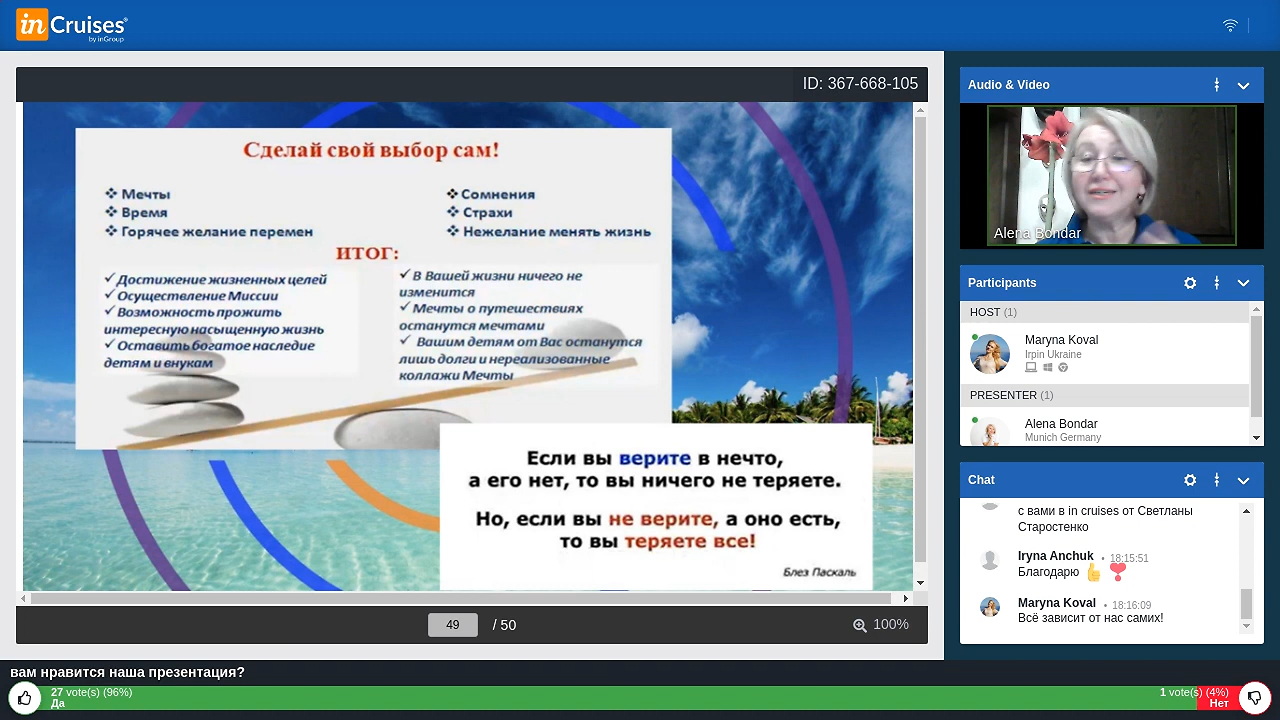 in Cruises®
by inGroup
ID: 367-668-105
Сделай свой выбор сам!
Мечты
Время
Горячее желание перемен
Сомнения
Страхи
Нежелание менять жизнь
ИТОГ:
Достижение жизненных целей
Осуществление Миссии
Возможность прожить
интересную насыщенную жизнь
Оставить богатое наследие
детям и внукам
В Вашей жизни ничего не
изменится
Мечты о путешествиях
останутся мечтами
Вашим детям от Вас останутся
лишь долги и нереализованные
коллажи Мечты
Если вы верите в нечто,
а его нет, то вы ничего не теряете.
Но, если вы не верите, а оно есть,
то вы теряете все!
Блез Паскаль
49 / 50
100%
Audio & Video
Alena Bondar
Participants
HOST (1)
Maryna Koval
Irpin Ukraine
PRESENTER (1)
Alena Bondar
Munich Germany
Chat
с вами в in cruises от Светланы
Старостенко
Iryna Anchuk • 18:15:51
Благодарю 👍 ❣
Maryna Koval • 18:16:09
Всё зависит от нас самих!
вам нравится наша презентация?
27 vote(s) (96%)
Да
1 vote(s) (4%)
Нет